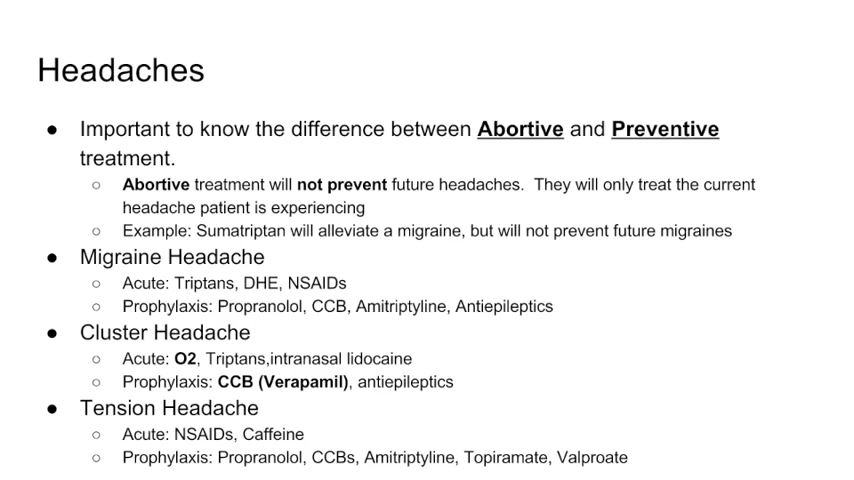 Headaches
● Important to know the difference between Abortive and Preventive
treatment.
○ Abortive treatment will not prevent future headaches.  They will only treat the current
headache patient is experiencing
○ Example: Sumatriptan will alleviate a migraine, but will not prevent future migraines
● Migraine Headache
○ Acute: Triptans, DHE, NSAIDs
○ Prophylaxis: Propranolol, CCB, Amitriptyline, Antiepileptics
● Cluster Headache
○ Acute: O2, Triptans,intranasal lidocaine
○ Prophylaxis: CCB (Verapamil), antiepileptics
● Tension Headache
○ Acute: NSAIDs, Caffeine
○ Prophylaxis: Propranolol, CCBs, Amitriptyline, Topiramate, Valproate